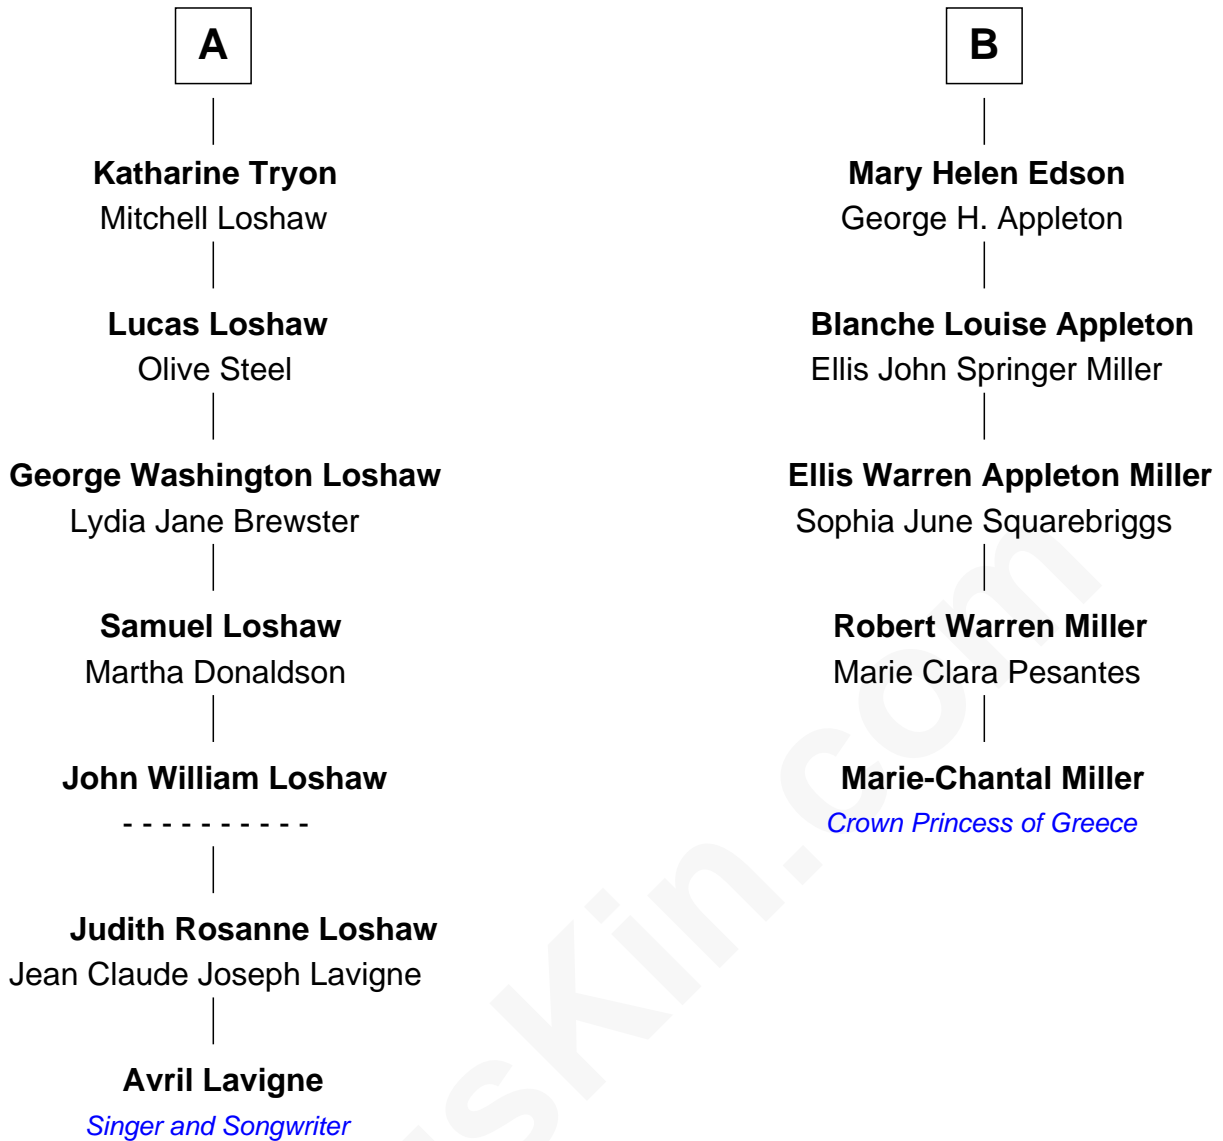 A
Katharine Tryon
Mitchell Loshaw
Lucas Loshaw
Olive Steel
George Washington Loshaw
Lydia Jane Brewster
Samuel Loshaw
Martha Donaldson
John William Loshaw
- - - - - - - - - -
Judith Rosanne Loshaw
Jean Claude Joseph Lavigne
Avril Lavigne
Singer and Songwriter
B
Mary Helen Edson
George H. Appleton
Blanche Louise Appleton
Ellis John Springer Miller
Ellis Warren Appleton Miller
Sophia June Squarebriggs
Robert Warren Miller
Marie Clara Pesantes
Marie-Chantal Miller
Crown Princess of Greece
usKin.com